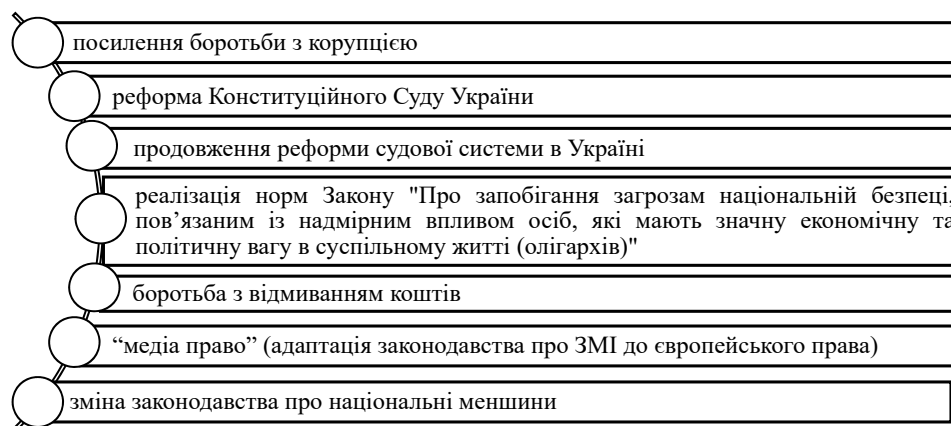 посилення боротьби з корупцією
реформа Конституційного Суду України
продовження реформи судової системи в Україні
реалізація норм Закону "Про запобігання загрозам національній безпеці,
пов’язаним із надмірним впливом осіб, які мають значну економічну та
політичну вагу в суспільному житті (олігархів)"
боротьба з відмиванням коштів
“медіа право” (адаптація законодавства про ЗМІ до європейського права)
зміна законодавства про національні меншини